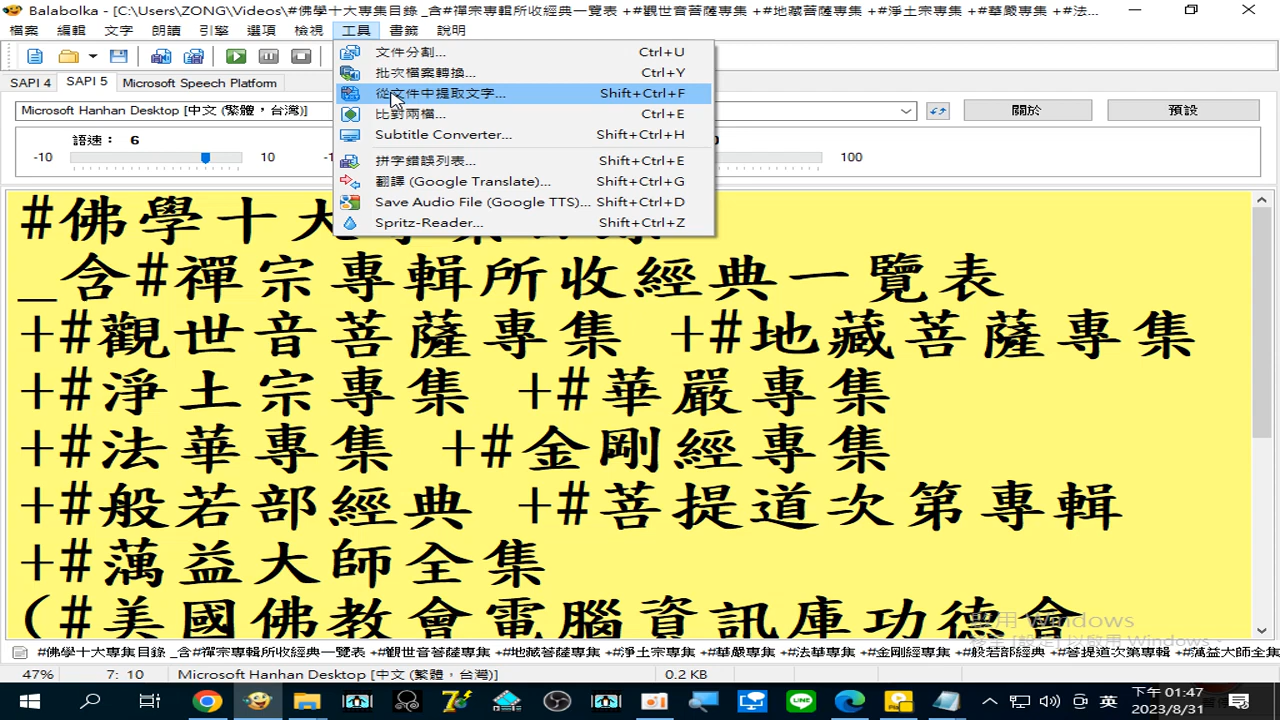 Balabolka - [C:\Users\ZONG\Videos\#佛學十大專集目錄 _含#禪宗專輯所收經典一覽表 +#觀世音菩薩專集 +#地藏菩薩專集 +#淨土宗專集 +#華嚴專集 +#法...
檔案 編輯 文字 朗讀 引擎 選項 檢視 工具 書籤 說明
文件分割... Ctrl+U
批次檔案轉換... Ctrl+Y
從文件中提取文字... Shift+Ctrl+F
比對兩檔... Ctrl+E
Subtitle Converter... Shift+Ctrl+H
拼字錯誤列表... Shift+Ctrl+E
翻譯 (Google Translate)... Shift+Ctrl+G
Save Audio File (Google TTS)... Shift+Ctrl+D
Spritz-Reader... Shift+Ctrl+Z
SAPI 4 SAPI 5 Microsoft Speech Platform
Microsoft Hanhan Desktop [中文 (繁體，台灣)] 關於 預設
語速： 6
-10 10 100
#佛學十大
_含#禪宗專輯所收經典一覽表
+#觀世音菩薩專集 +#地藏菩薩專集
+#淨土宗專集 +#華嚴專集
+#法華專集 +#金剛經專集
+#般若部經典 +#菩提道次第專輯
+#蕅益大師全集
(#美國佛教會電腦資訊庫功德會
啟用 Windows
移至 [設定] 以啟用 Windows。
#佛學十大專集目錄 _含#禪宗專輯所收經典一覽表 +#觀世音菩薩專集 +#地藏菩薩專集 +#淨土宗專集 +#華嚴專集 +#法華專集 +#金剛經專集 +#般若部經典 +#菩提道次第專輯 +#蕅益大師全集
47% 7: 10 Microsoft Hanhan Desktop [中文 (繁體，台灣)] 0.2 KB
英 下午 01:47
2023/8/31